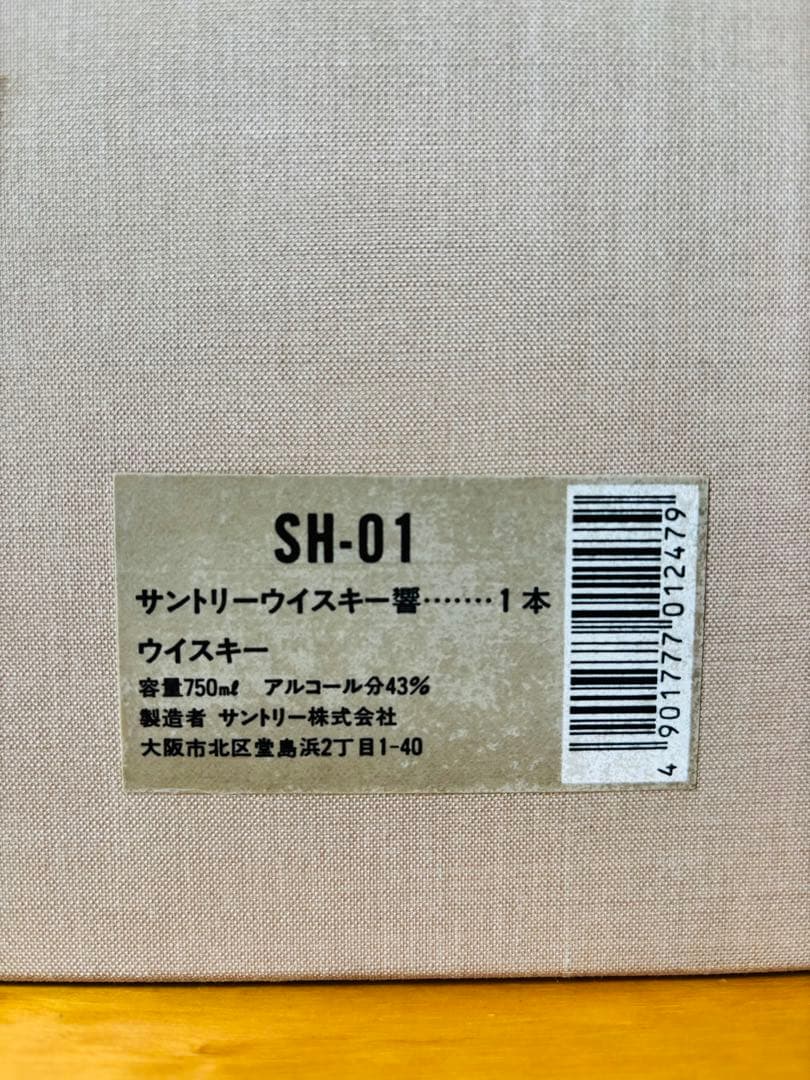 SH-01
サントリーウイスキー響·······1本
ウイスキー
容量750㎖ アルコール分43%
製造者 サントリー株式会社
大阪市北区堂島浜2丁目1-40
4901777012479